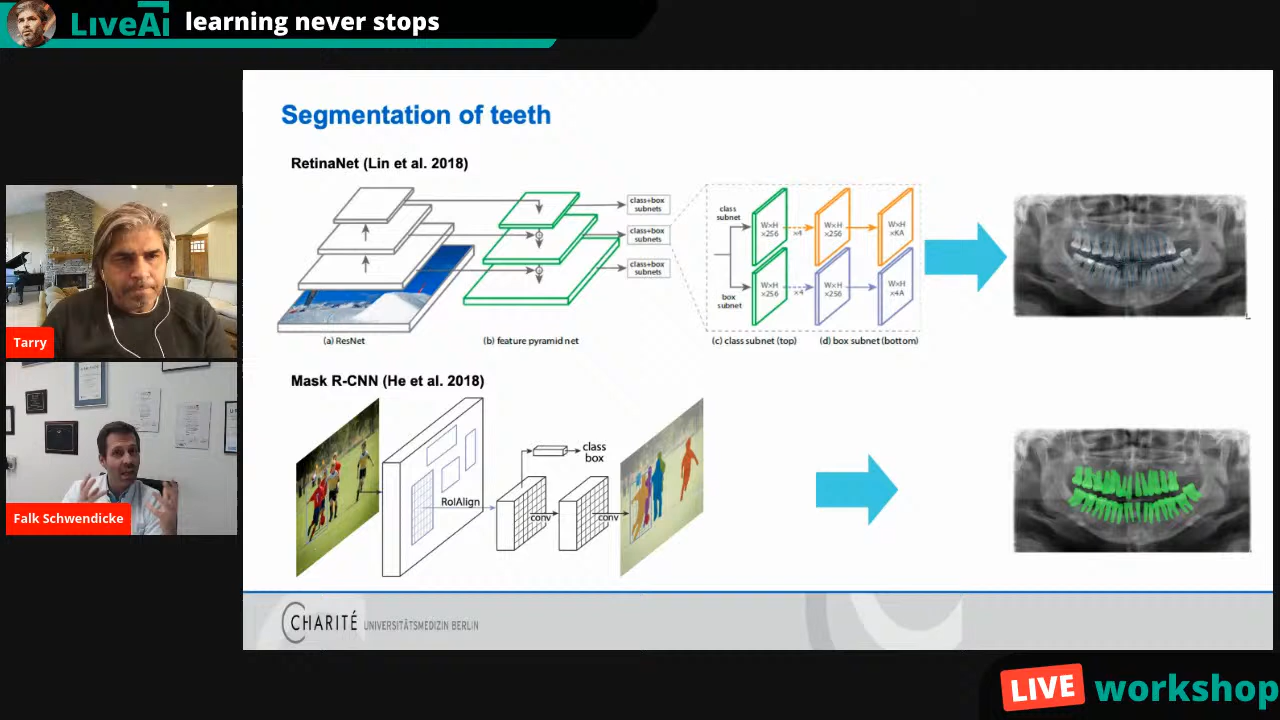 LiveAi learning never stops
Tarry
Falk Schwendicke
Segmentation of teeth
RetinaNet (Lin et al. 2018)
class+box
subnets
class+box
subnets
class+box
subnets
+
+
class
subnet
W×H
×256
×4
W×H
×256
W×H
×KA
W×H
×256
×4
W×H
×256
W×H
×4A
box
subnet
(a) ResNet
(b) feature pyramid net
(c) class subnet (top)
(d) box subnet (bottom)
Mask R-CNN (He et al. 2018)
RoIAlign
class
box
conv
conv
CHARITÉ UNIVERSITÄTSMEDIZIN BERLIN
LIVE workshop